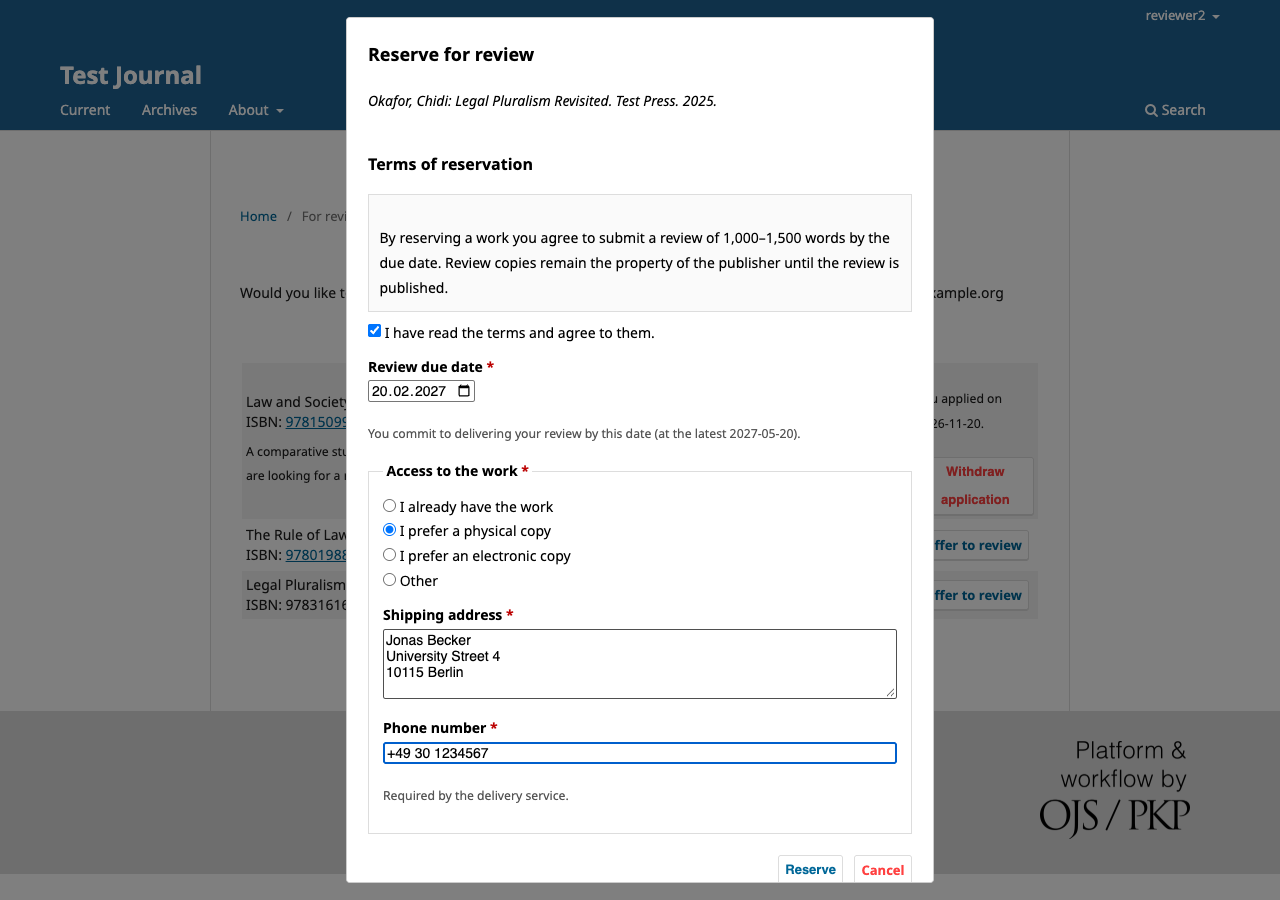 reviewer2
Test Journal
Current
Archives
About
Search
Home / For revi
Would you like t
xample.org
Law and Society
ISBN: 97815099
A comparative stu
are looking for a r
u applied on
26-11-20.
Withdraw
application
The Rule of Law
ISBN: 97801988
ffer to review
Legal Pluralism
ISBN: 97831616
ffer to review
Reserve for review
Okafor, Chidi: Legal Pluralism Revisited. Test Press. 2025.
Terms of reservation
By reserving a work you agree to submit a review of 1,000–1,500 words by the
due date. Review copies remain the property of the publisher until the review is
published.
I have read the terms and agree to them.
Review due date *
20.02.2027
You commit to delivering your review by this date (at the latest 2027-05-20).
Access to the work *
I already have the work
I prefer a physical copy
I prefer an electronic copy
Other
Shipping address *
Jonas Becker
University Street 4
10115 Berlin
Phone number *
+49 30 1234567
Required by the delivery service.
Reserve
Cancel
Platform &
workflow by
OJS / PKP